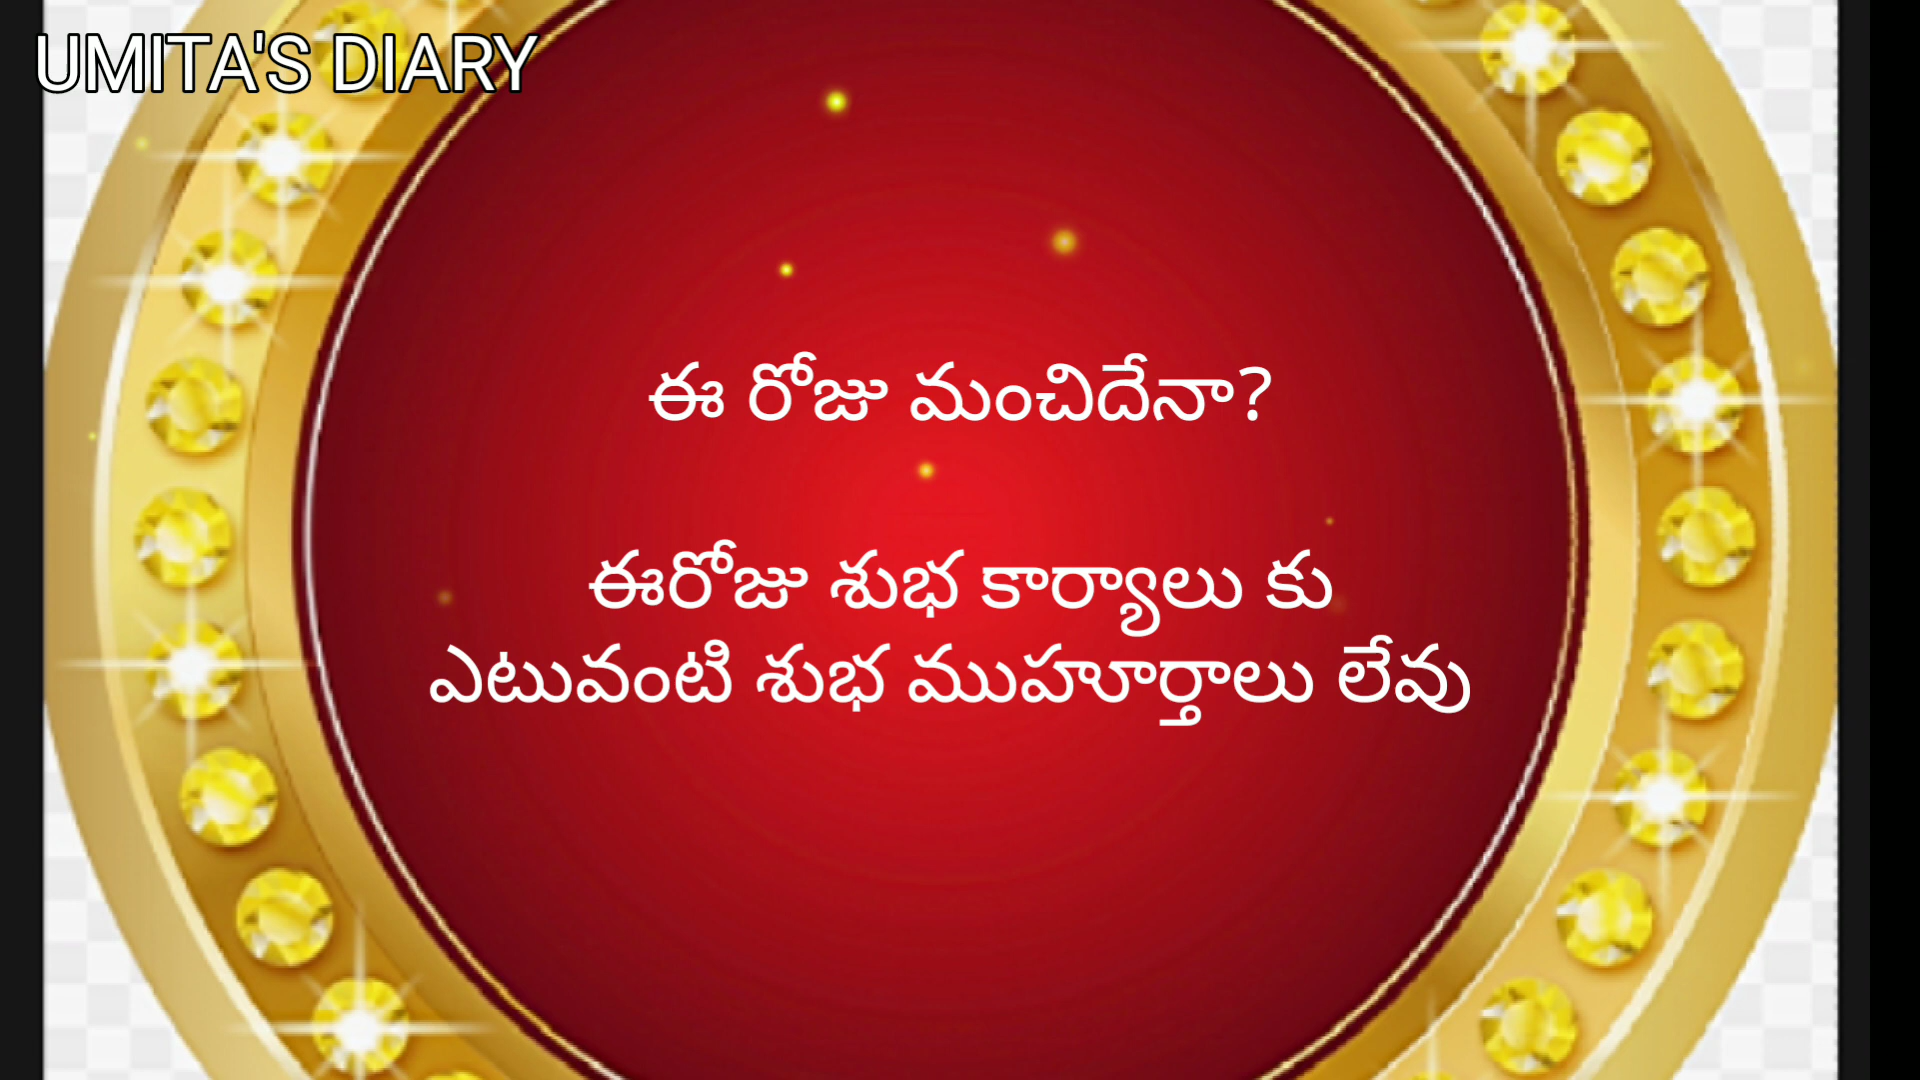 UMITA'S DIARY
ఈ రోజు మంచిదేనా?
ఈరోజు శుభ కార్యాలు కు
ఎటువంటి శుభ ముహూర్తాలు లేవు